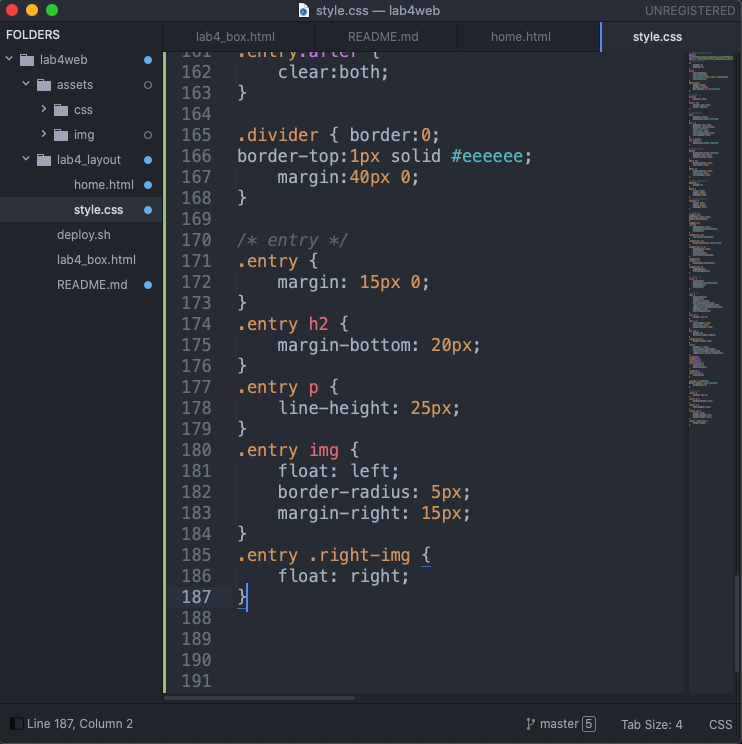 style.css — lab4web
UNREGISTERED
FOLDERS
lab4web
assets
css
img
lab4_layout
home.html
style.css
deploy.sh
lab4_box.html
README.md
lab4_box.html
README.md
home.html
style.css
161 .entry:after {
162 clear:both;
163 }
164
165 .divider { border:0;
166 border-top:1px solid #eeeeee;
167 margin:40px 0;
168 }
169
170 /* entry */
171 .entry {
172 margin: 15px 0;
173 }
174 .entry h2 {
175 margin-bottom: 20px;
176 }
177 .entry p {
178 line-height: 25px;
179 }
180 .entry img {
181 float: left;
182 border-radius: 5px;
183 margin-right: 15px;
184 }
185 .entry .right-img {
186 float: right;
187 }
188
189
190
191
Line 187, Column 2
master 5
Tab Size: 4
CSS